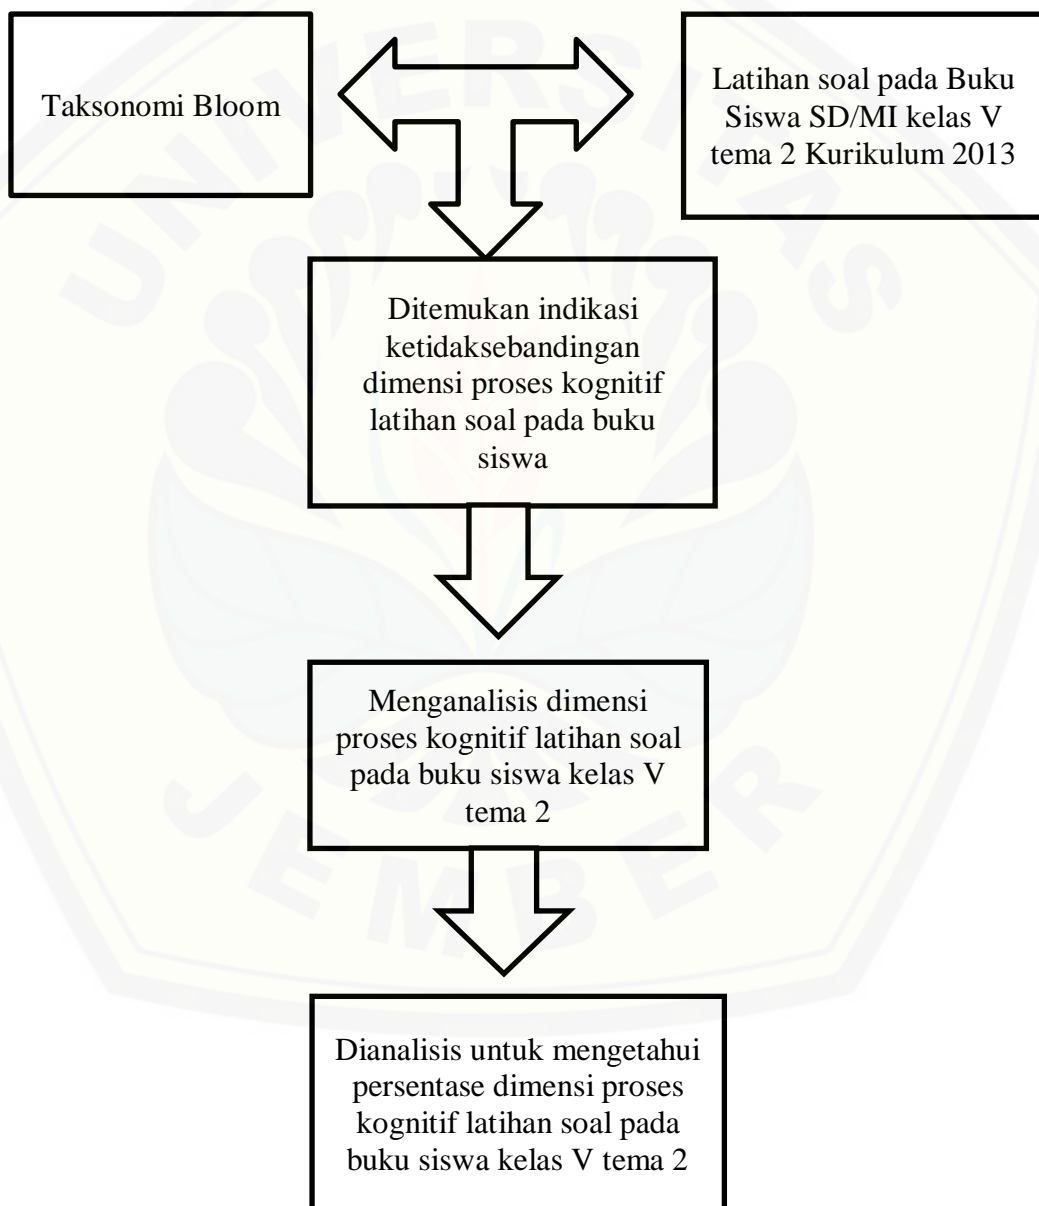 Taksonomi Bloom
Latihan soal pada Buku
Siswa SD/MI kelas V
tema 2 Kurikulum 2013
Ditemukan indikasi
ketidaksebandingan
dimensi proses kognitif
latihan soal pada buku
siswa
Menganalisis dimensi
proses kognitif latihan soal
pada buku siswa kelas V
tema 2
Dianalisis untuk mengetahui
persentase dimensi proses
kognitif latihan soal pada
buku siswa kelas V tema 2
UNIVERSITAS
JEMBER